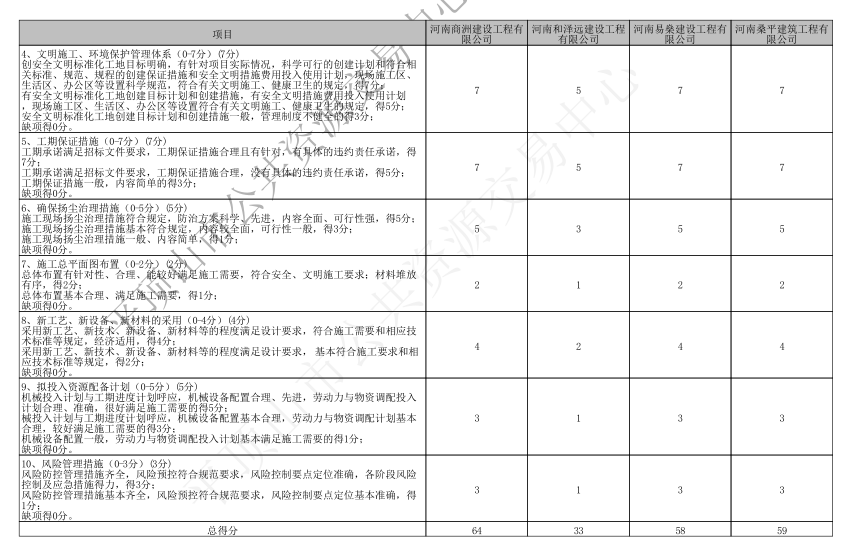 项目
河南商洲建设工程有
限公司
河南和泽远建设工程
有限公司
河南易燊建设工程有
限公司
河南桑平建筑工程有
限公司
4、文明施工、环境保护管理体系（0-7分）(7分)
创安全文明标准化工地目标明确，有针对项目实际情况，科学可行的创建计划和符合相
关标准、规范、规程的创建保证措施和安全文明措施费用投入使用计划，现场施工区、
生活区、办公区等设置科学规范，符合有关文明施工、健康卫生的规定，得7分；
有安全文明标准化工地创建目标计划和创建措施，有安全文明措施费用投入使用计划
，现场施工区、生活区、办公区等设置符合有关文明施工、健康卫生的规定，得5分；
安全文明标准化工地创建目标计划和创建措施一般，管理制度不健全的得3分；
缺项得0分。
7
5
7
7
5、工期保证措施（0-7分）(7分)
工期承诺满足招标文件要求，工期保证措施合理且有针对，有具体的违约责任承诺，得
7分；
工期承诺满足招标文件要求，工期保证措施合理，没有具体的违约责任承诺，得5分；
工期保证措施一般，内容简单的得3分；
缺项得0分。
7
5
7
7
6、确保扬尘治理措施（0-5分）(5分)
施工现场扬尘治理措施符合规定，防治方案科学、先进，内容全面、可行性强，得5分；
施工现场扬尘治理措施基本符合规定，内容较全面，可行性一般，得3分；
施工现场扬尘治理措施一般、内容简单，得1分；
缺项得0分。
5
3
5
5
7、施工总平面图布置（0-2分）(2分)
总体布置有针对性、合理、能较好满足施工需要，符合安全、文明施工要求；材料堆放
有序，得2分；
总体布置基本合理、满足施工需要，得1分；
缺项得0分。
2
1
2
2
8、新工艺、新设备、新材料的采用（0-4分）(4分)
采用新工艺、新技术、新设备、新材料等的程度满足设计要求，符合施工需要和相应技
术标准等规定，经济适用，得4分；
采用新工艺、新技术、新设备、新材料等的程度满足设计要求， 基本符合施工要求和相
应技术标准等规定，得2分；
缺项得0分。
4
2
4
4
9、拟投入资源配备计划（0-5分）(5分)
机械投入计划与工期进度计划呼应，机械设备配置合理、先进，劳动力与物资调配投入
计划合理、准确，很好满足施工需要的得5分；
械投入计划与工期进度计划呼应，机械设备配置基本合理，劳动力与物资调配计划基本
合理，较好满足施工需要的得3分；
机械设备配置一般，劳动力与物资调配投入计划基本满足施工需要的得1分；
缺项得0分。
3
1
3
3
10、风险管理措施（0-3分）(3分)
风险防控管理措施齐全，风险预控符合规范要求，风险控制要点定位准确，各阶段风险
控制及应急措施得力，得3分；
风险防控管理措施基本齐全，风险预控符合规范要求，风险控制要点定位基本准确，得
1分；
缺项得0分。
3
1
3
3
总得分
64
33
58
59
平顶山市公共资源交易中心
平顶山市公共资源交易中心